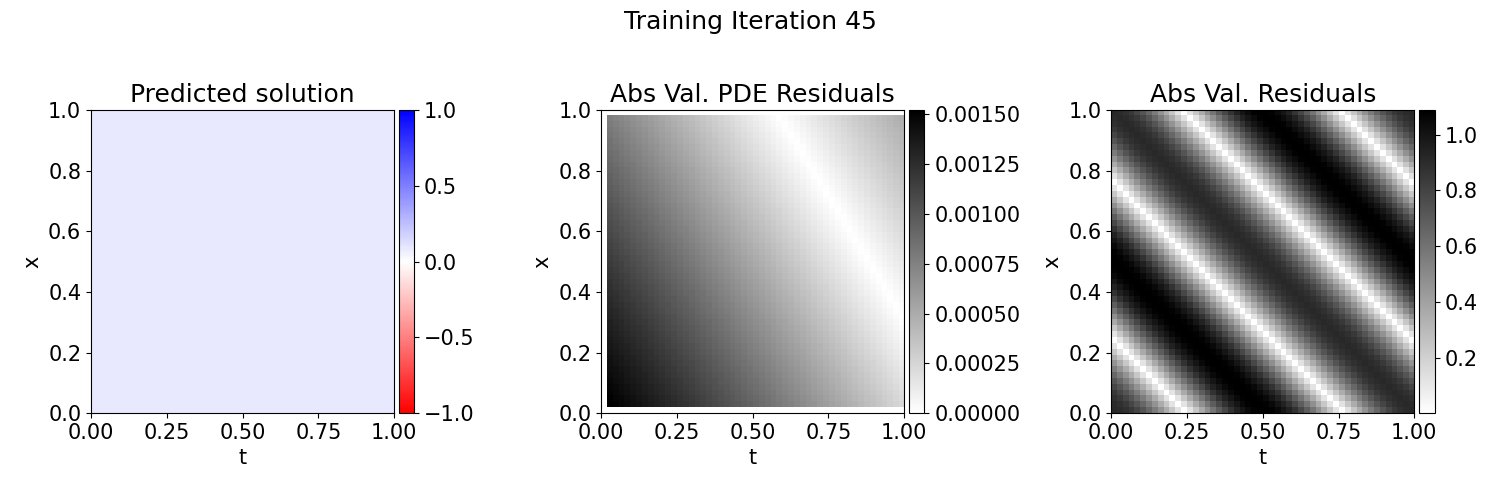 Training Iteration 45
Predicted solution
1.0
0.8
0.6
0.4
0.2
0.0
x
0.00 0.25 0.50 0.75 1.00
t
1.0
0.5
0.0
−0.5
−1.0
Abs Val. PDE Residuals
1.0
0.8
0.6
0.4
0.2
0.0
x
0.00 0.25 0.50 0.75 1.00
t
0.00150
0.00125
0.00100
0.00075
0.00050
0.00025
0.00000
Abs Val. Residuals
1.0
0.8
0.6
0.4
0.2
0.0
x
0.00 0.25 0.50 0.75 1.00
t
1.0
0.8
0.6
0.4
0.2